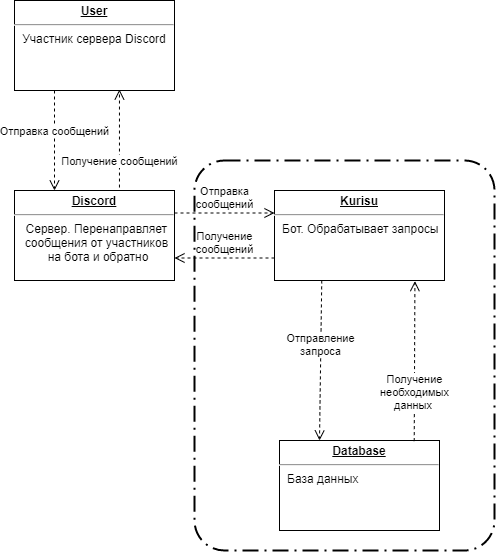 User
Участник сервера Discord
Отправка сообщений
Получение сообщений
Discord
Сервер. Перенаправляет
сообщения от участников
на бота и обратно
Отправка
сообщений
Получение
сообщений
Kurisu
Бот. Обрабатывает запросы
Отправление
запроса
Получение
необходимых
данных
Database
База данных